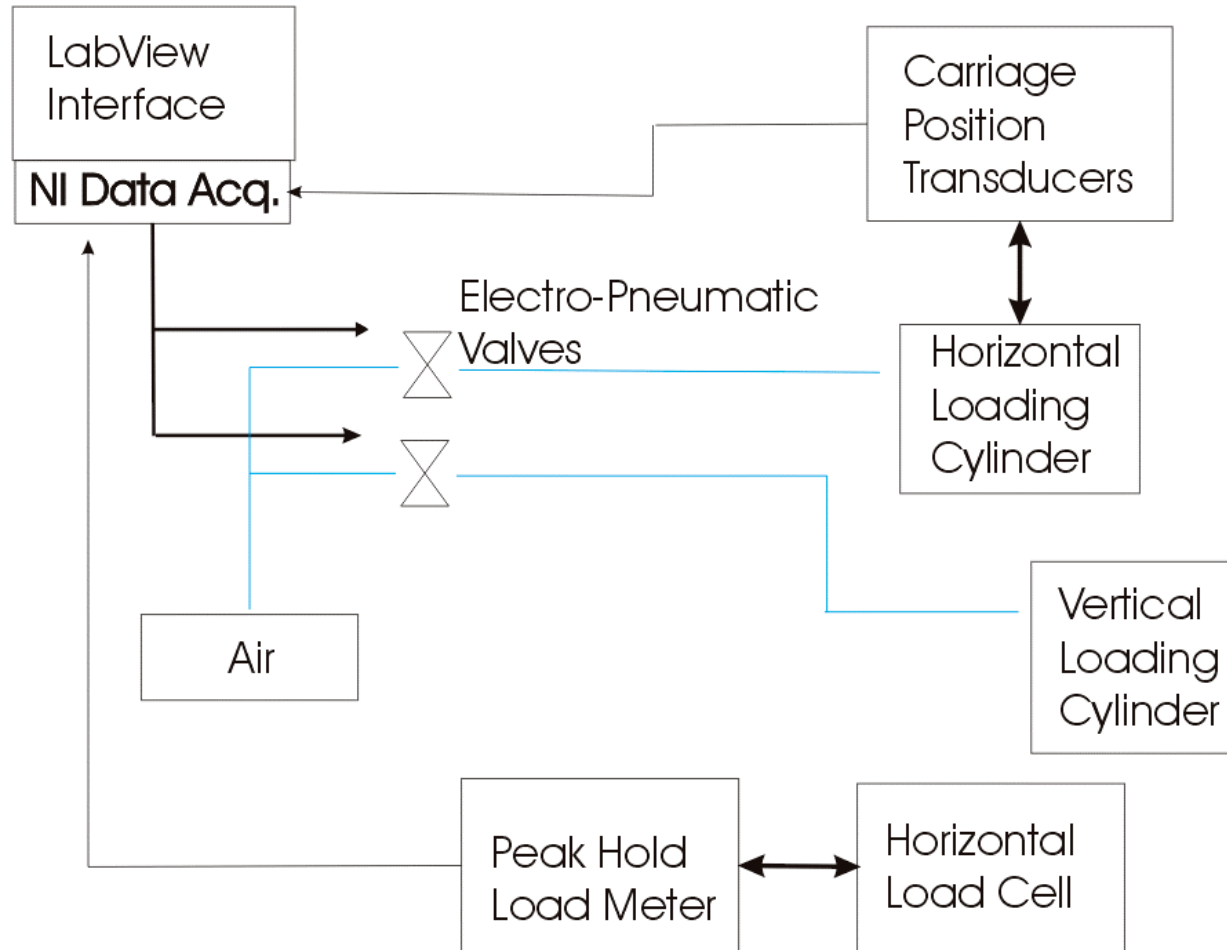 LabView
Interface
NI Data Acq.
Carriage
Position
Transducers
Electro-Pneumatic
Valves
Horizontal
Loading
Cylinder
Air
Vertical
Loading
Cylinder
Peak Hold
Load Meter
Horizontal
Load Cell